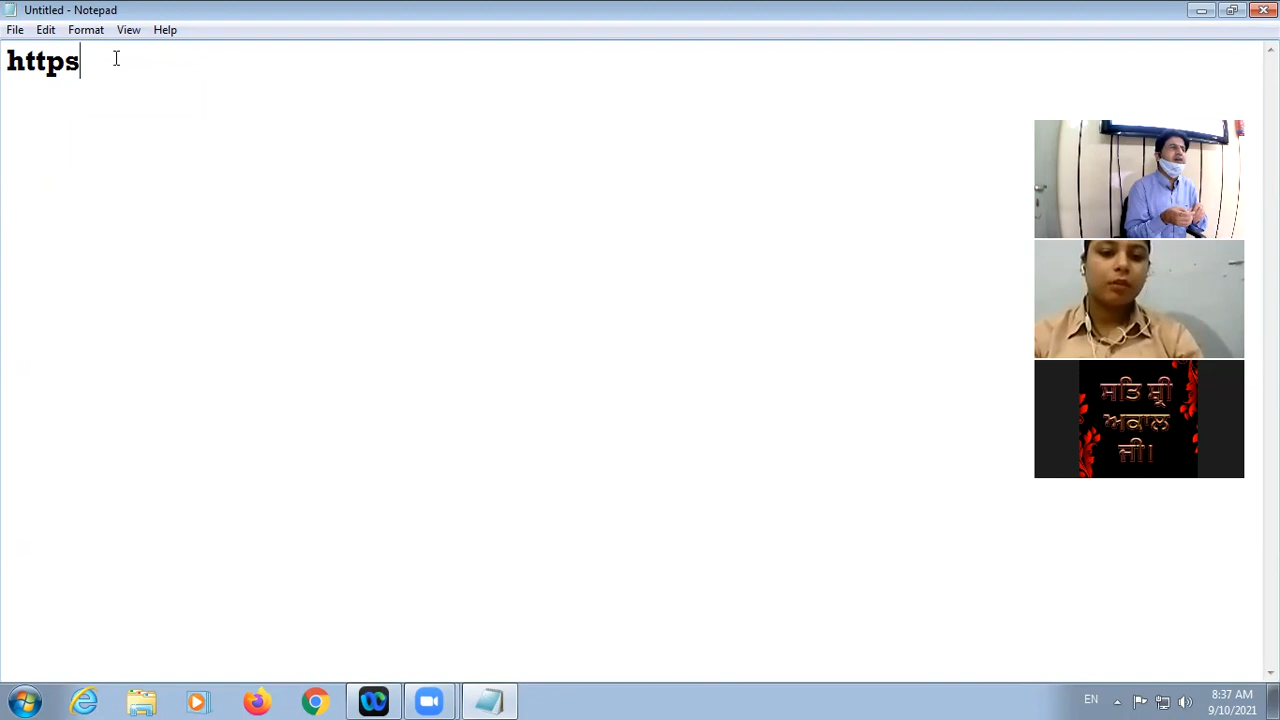 Untitled - Notepad
File Edit Format View Help
https
ਸਤਿ ਸ਼੍ਰੀ
ਅਕਾਲ
ਜੀ।
EN
8:37 AM
9/10/2021